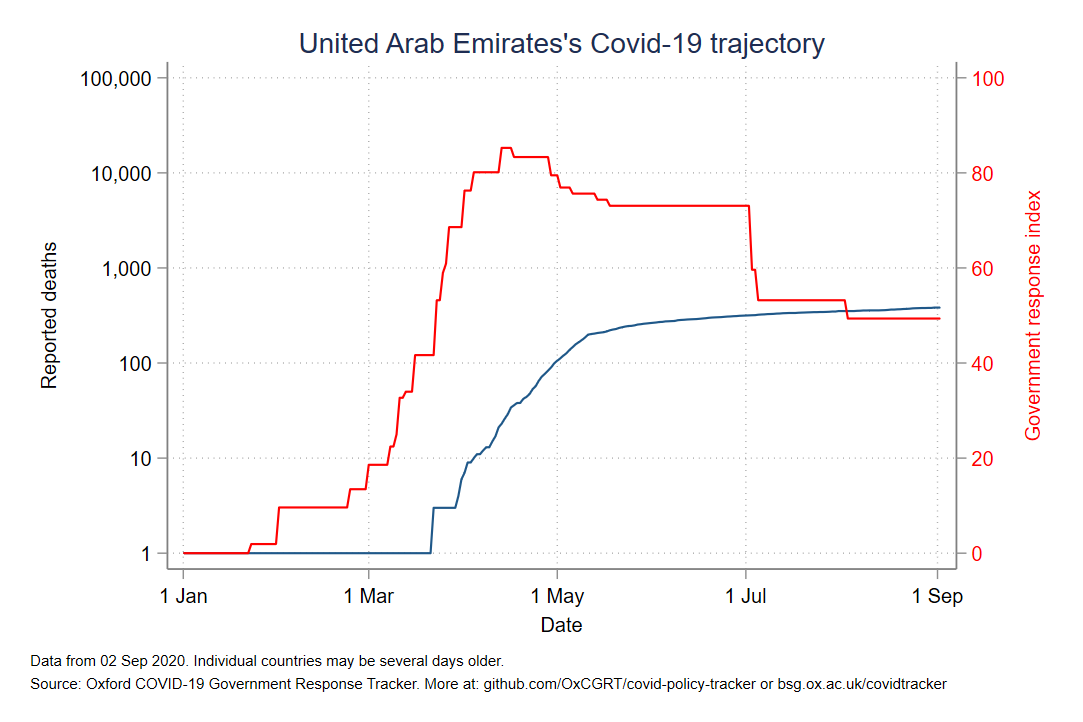 United Arab Emirates's Covid-19 trajectory
100,000
10,000
1,000
100
10
1
Reported deaths
100
80
60
40
20
0
Government response index
1 Jan
1 Mar
1 May
1 Jul
1 Sep
Date
Data from 02 Sep 2020. Individual countries may be several days older.
Source: Oxford COVID-19 Government Response Tracker. More at: github.com/OxCGRT/covid-policy-tracker or bsg.ox.ac.uk/covidtracker